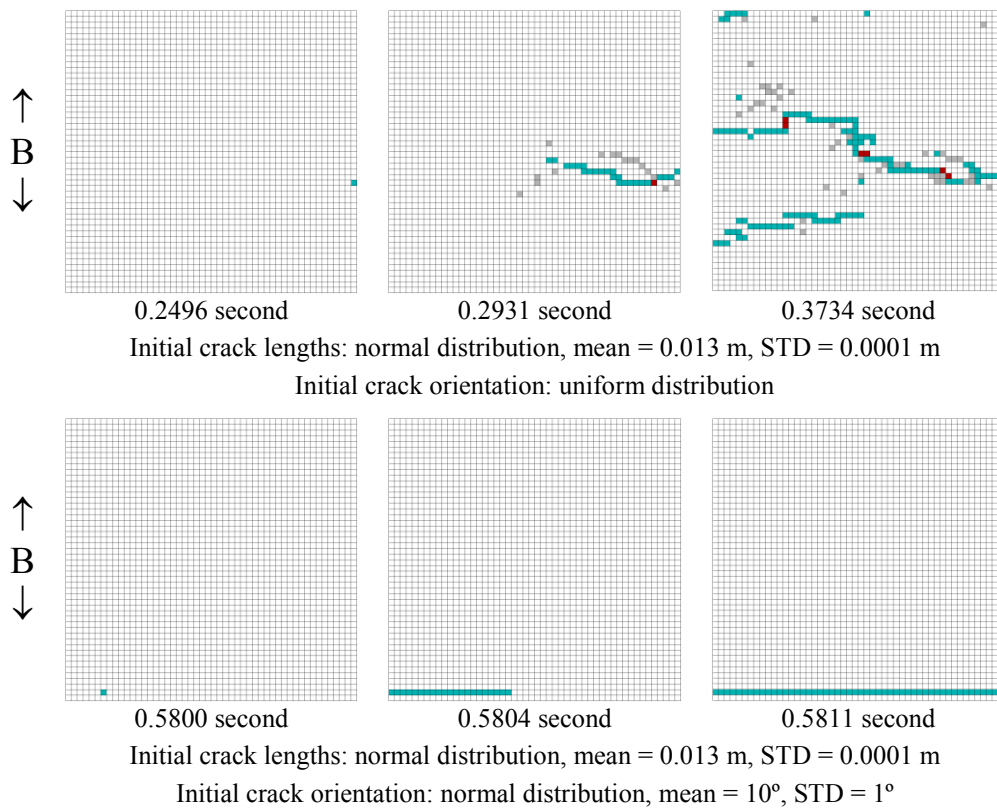 ↑
B
↓
0.2496 second 0.2931 second 0.3734 second
Initial crack lengths: normal distribution, mean = 0.013 m, STD = 0.0001 m
Initial crack orientation: uniform distribution
↑
B
↓
0.5800 second 0.5804 second 0.5811 second
Initial crack lengths: normal distribution, mean = 0.013 m, STD = 0.0001 m
Initial crack orientation: normal distribution, mean = 10º, STD = 1º